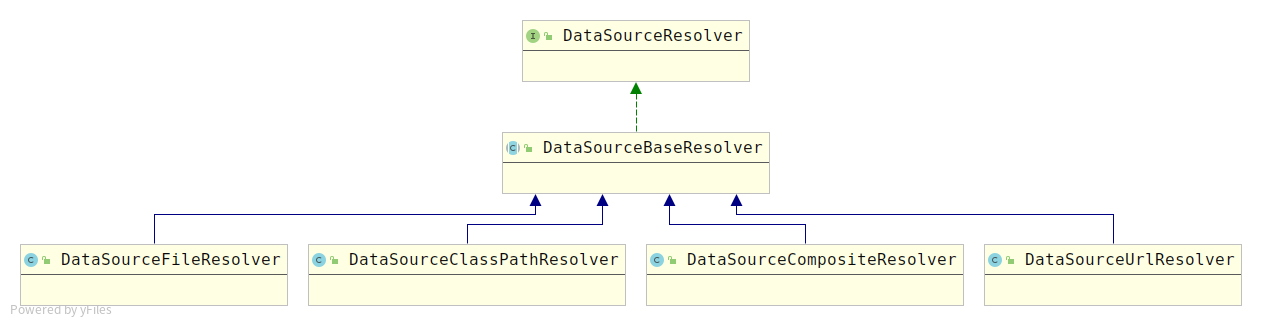 I DataSourceResolver
C DataSourceBaseResolver
C DataSourceFileResolver
C DataSourceClassPathResolver
C DataSourceCompositeResolver
C DataSourceUrlResolver
Powered by yFiles